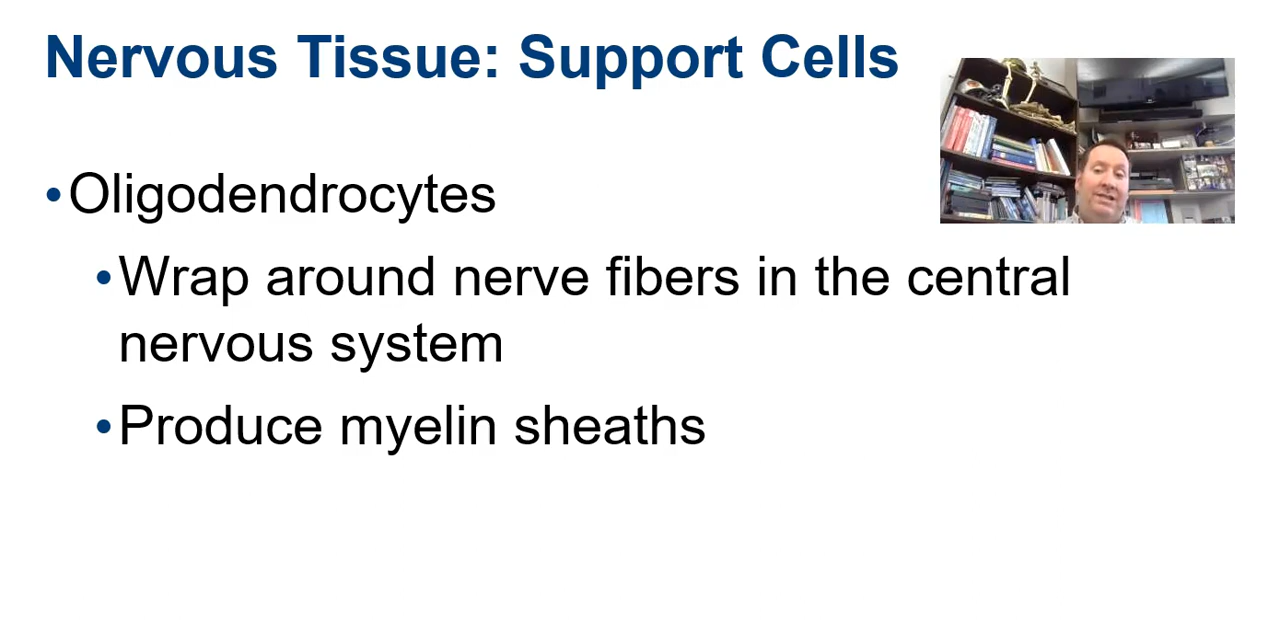 Nervous Tissue: Support Cells
•Oligodendrocytes
•Wrap around nerve fibers in the central
nervous system
•Produce myelin sheaths